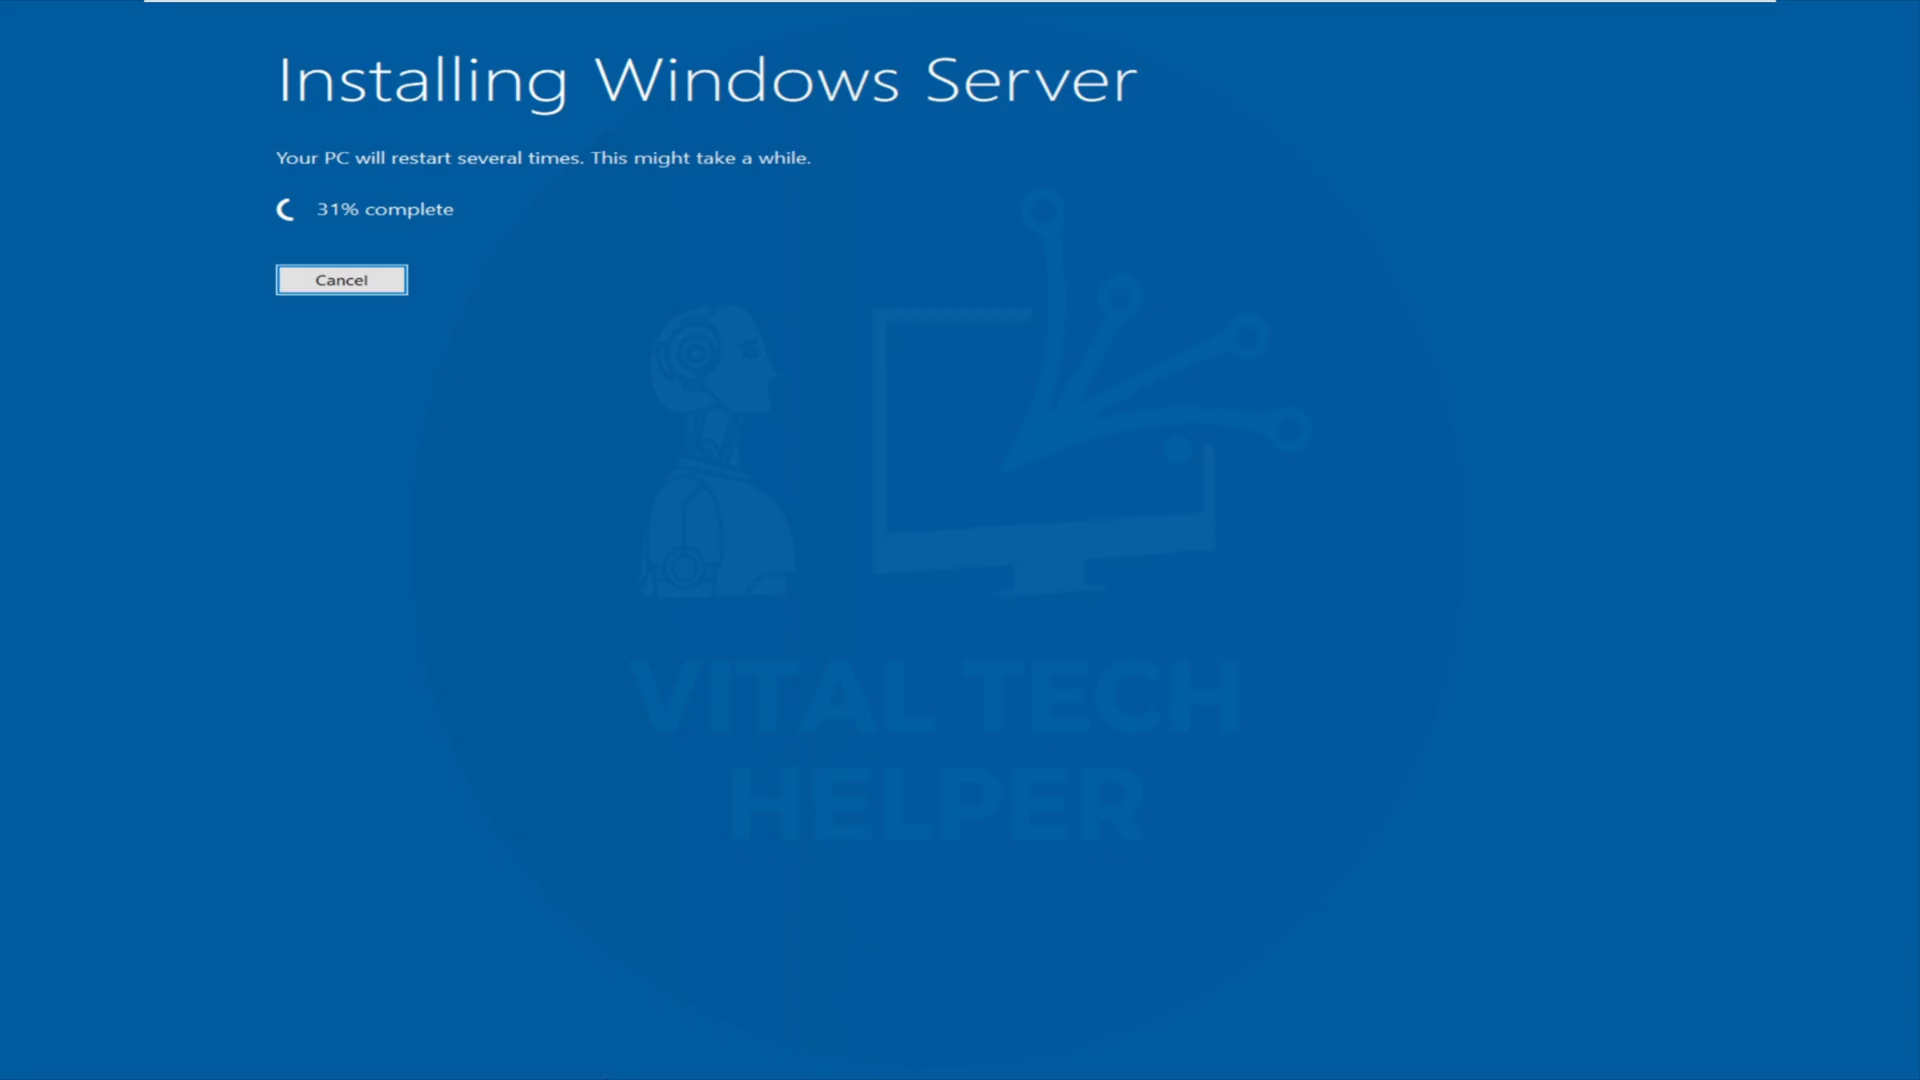 Installing Windows Server
Your PC will restart several times. This might take a while.
31% complete
Cancel
VITAL TECH
HELPER